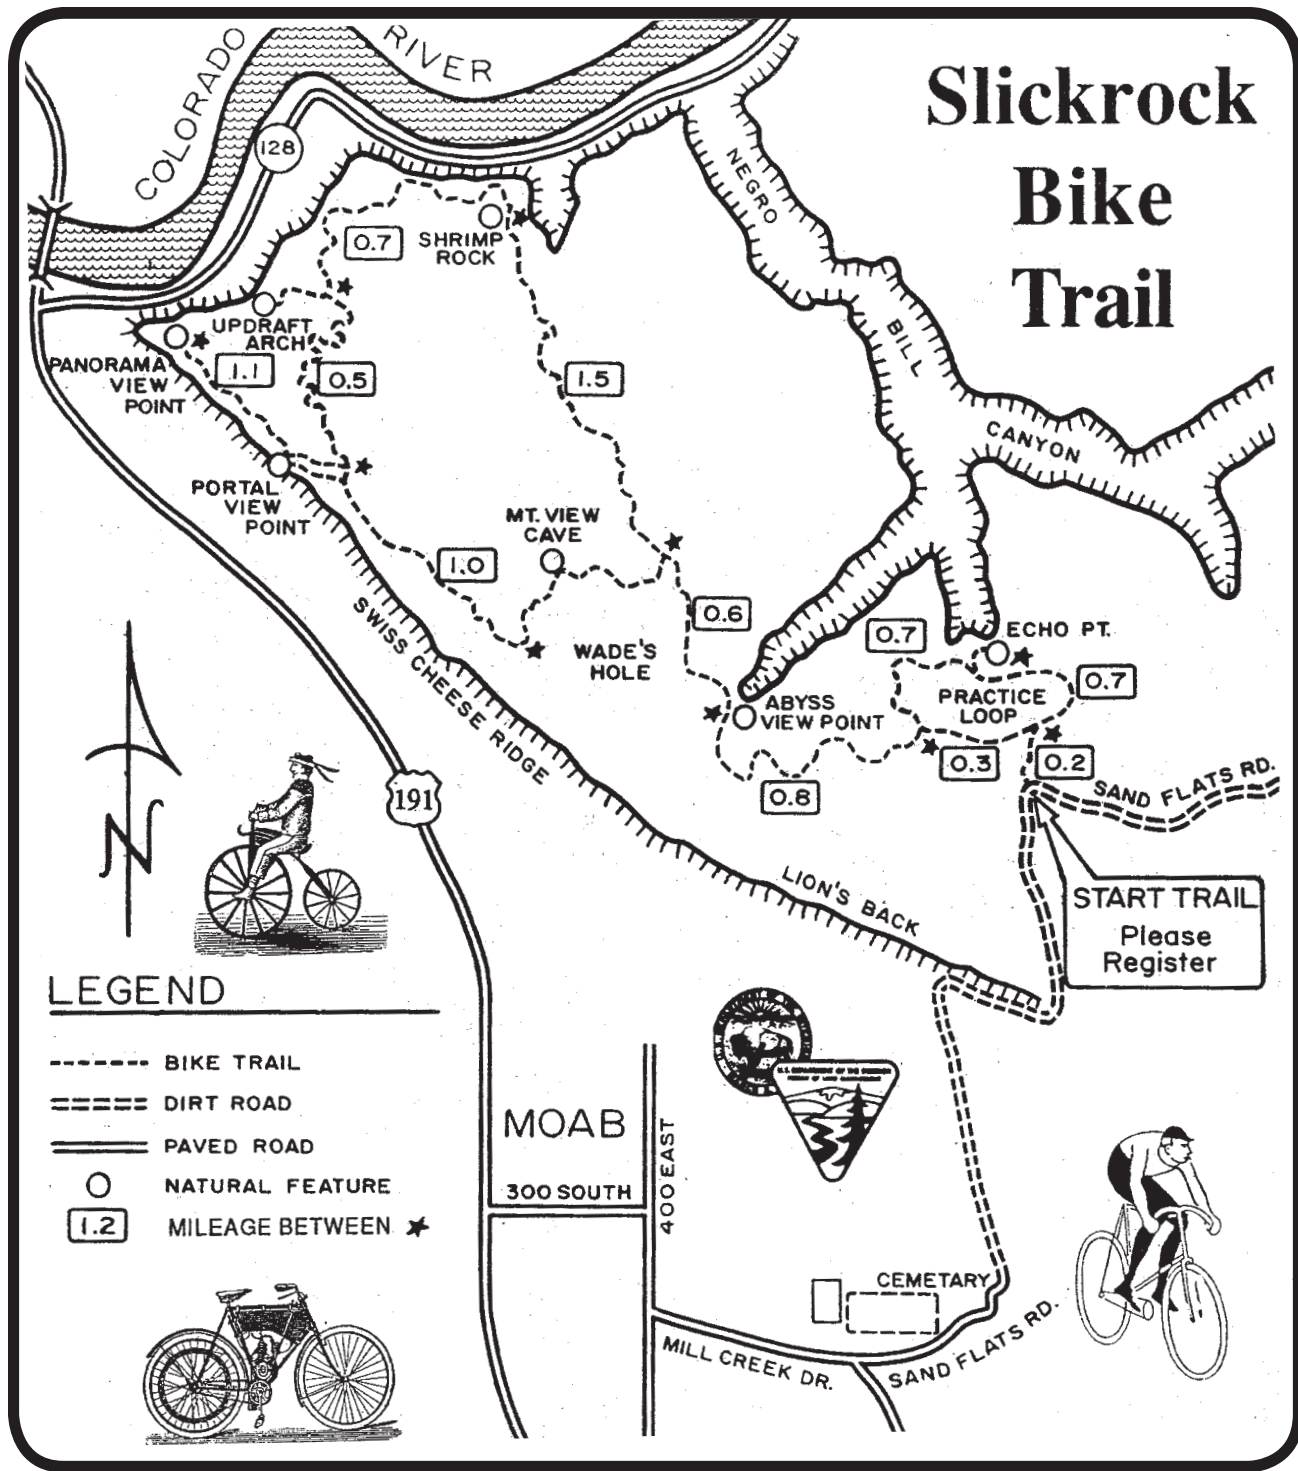 Slickrock
Bike
Trail
COLORADO
RIVER
128
NEGRO
BILL
CANYON
0.7
SHRIMP
ROCK
UPDRAFT
ARCH
PANORAMA
VIEW
POINT
1.1
0.5
1.5
PORTAL
VIEW
POINT
MT. VIEW
CAVE
1.0
0.6
SWISS CHEESE RIDGE
WADE'S
HOLE
0.7
ECHO PT.
0.7
PRACTICE
LOOP
ABYSS
VIEW POINT
0.3
0.2
0.8
SAND FLATS RD.
191
N
LION'S BACK
START TRAIL
Please
Register
LEGEND
BIKE TRAIL
DIRT ROAD
PAVED ROAD
NATURAL FEATURE
1.2
MILEAGE BETWEEN
MOAB
300 SOUTH
400 EAST
CEMETARY
MILL CREEK DR.
SAND FLATS RD.